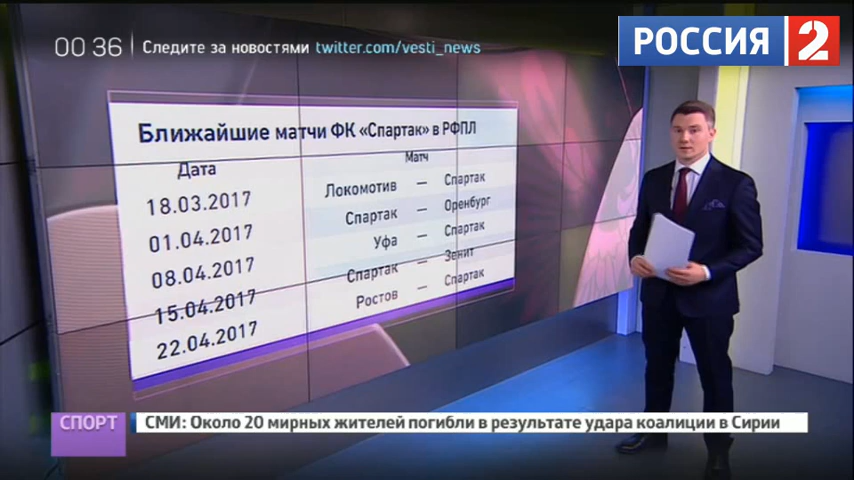 00 36
Следите за новостями twitter.com/vesti_news
РОССИЯ 2
Ближайшие матчи ФК «Спартак» в РФПЛ
Дата Матч
18.03.2017 Локомотив — Спартак
01.04.2017 Спартак — Оренбург
08.04.2017 Уфа — Спартак
15.04.2017 Спартак — Зенит
22.04.2017 Ростов — Спартак
СПОРТ
СМИ: Около 20 мирных жителей погибли в результате удара коалиции в Сирии